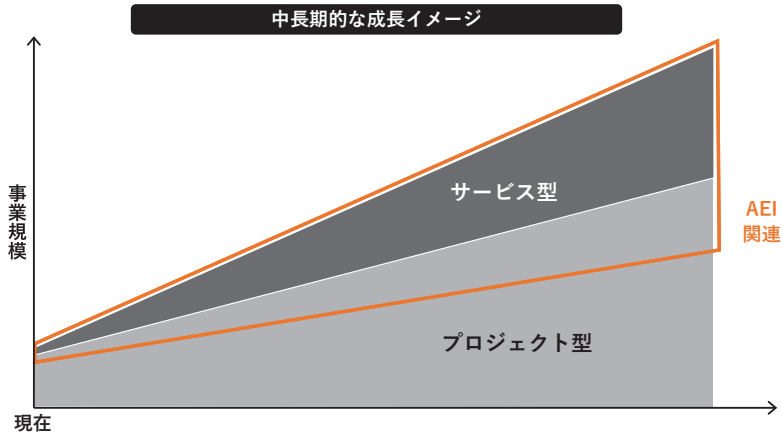 中長期的な成長イメージ
事業規模
サービス型
AEI
関連
プロジェクト型
現在